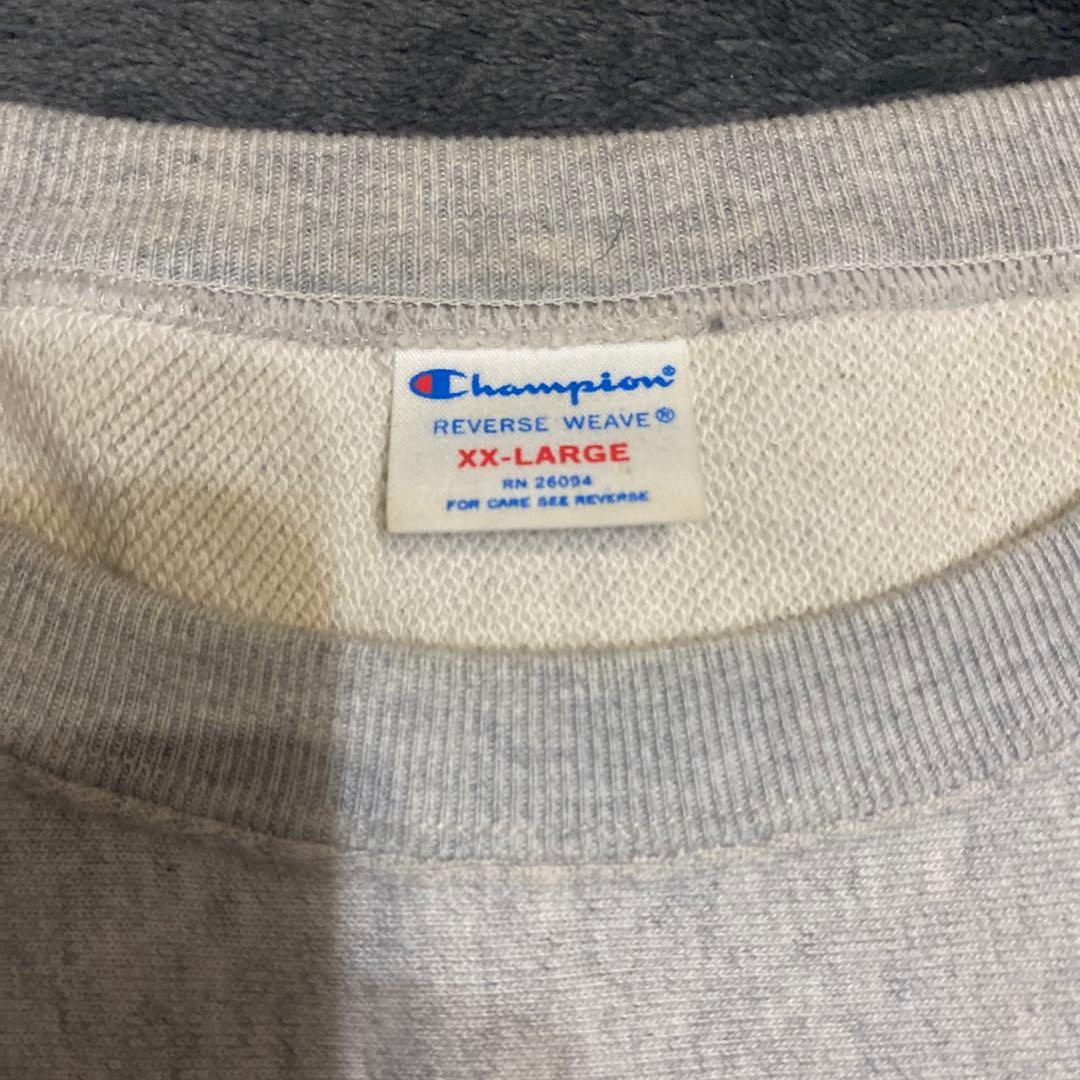 Champion®
REVERSE WEAVE®
XX-LARGE
RN 26094
FOR CARE SEE REVERSE